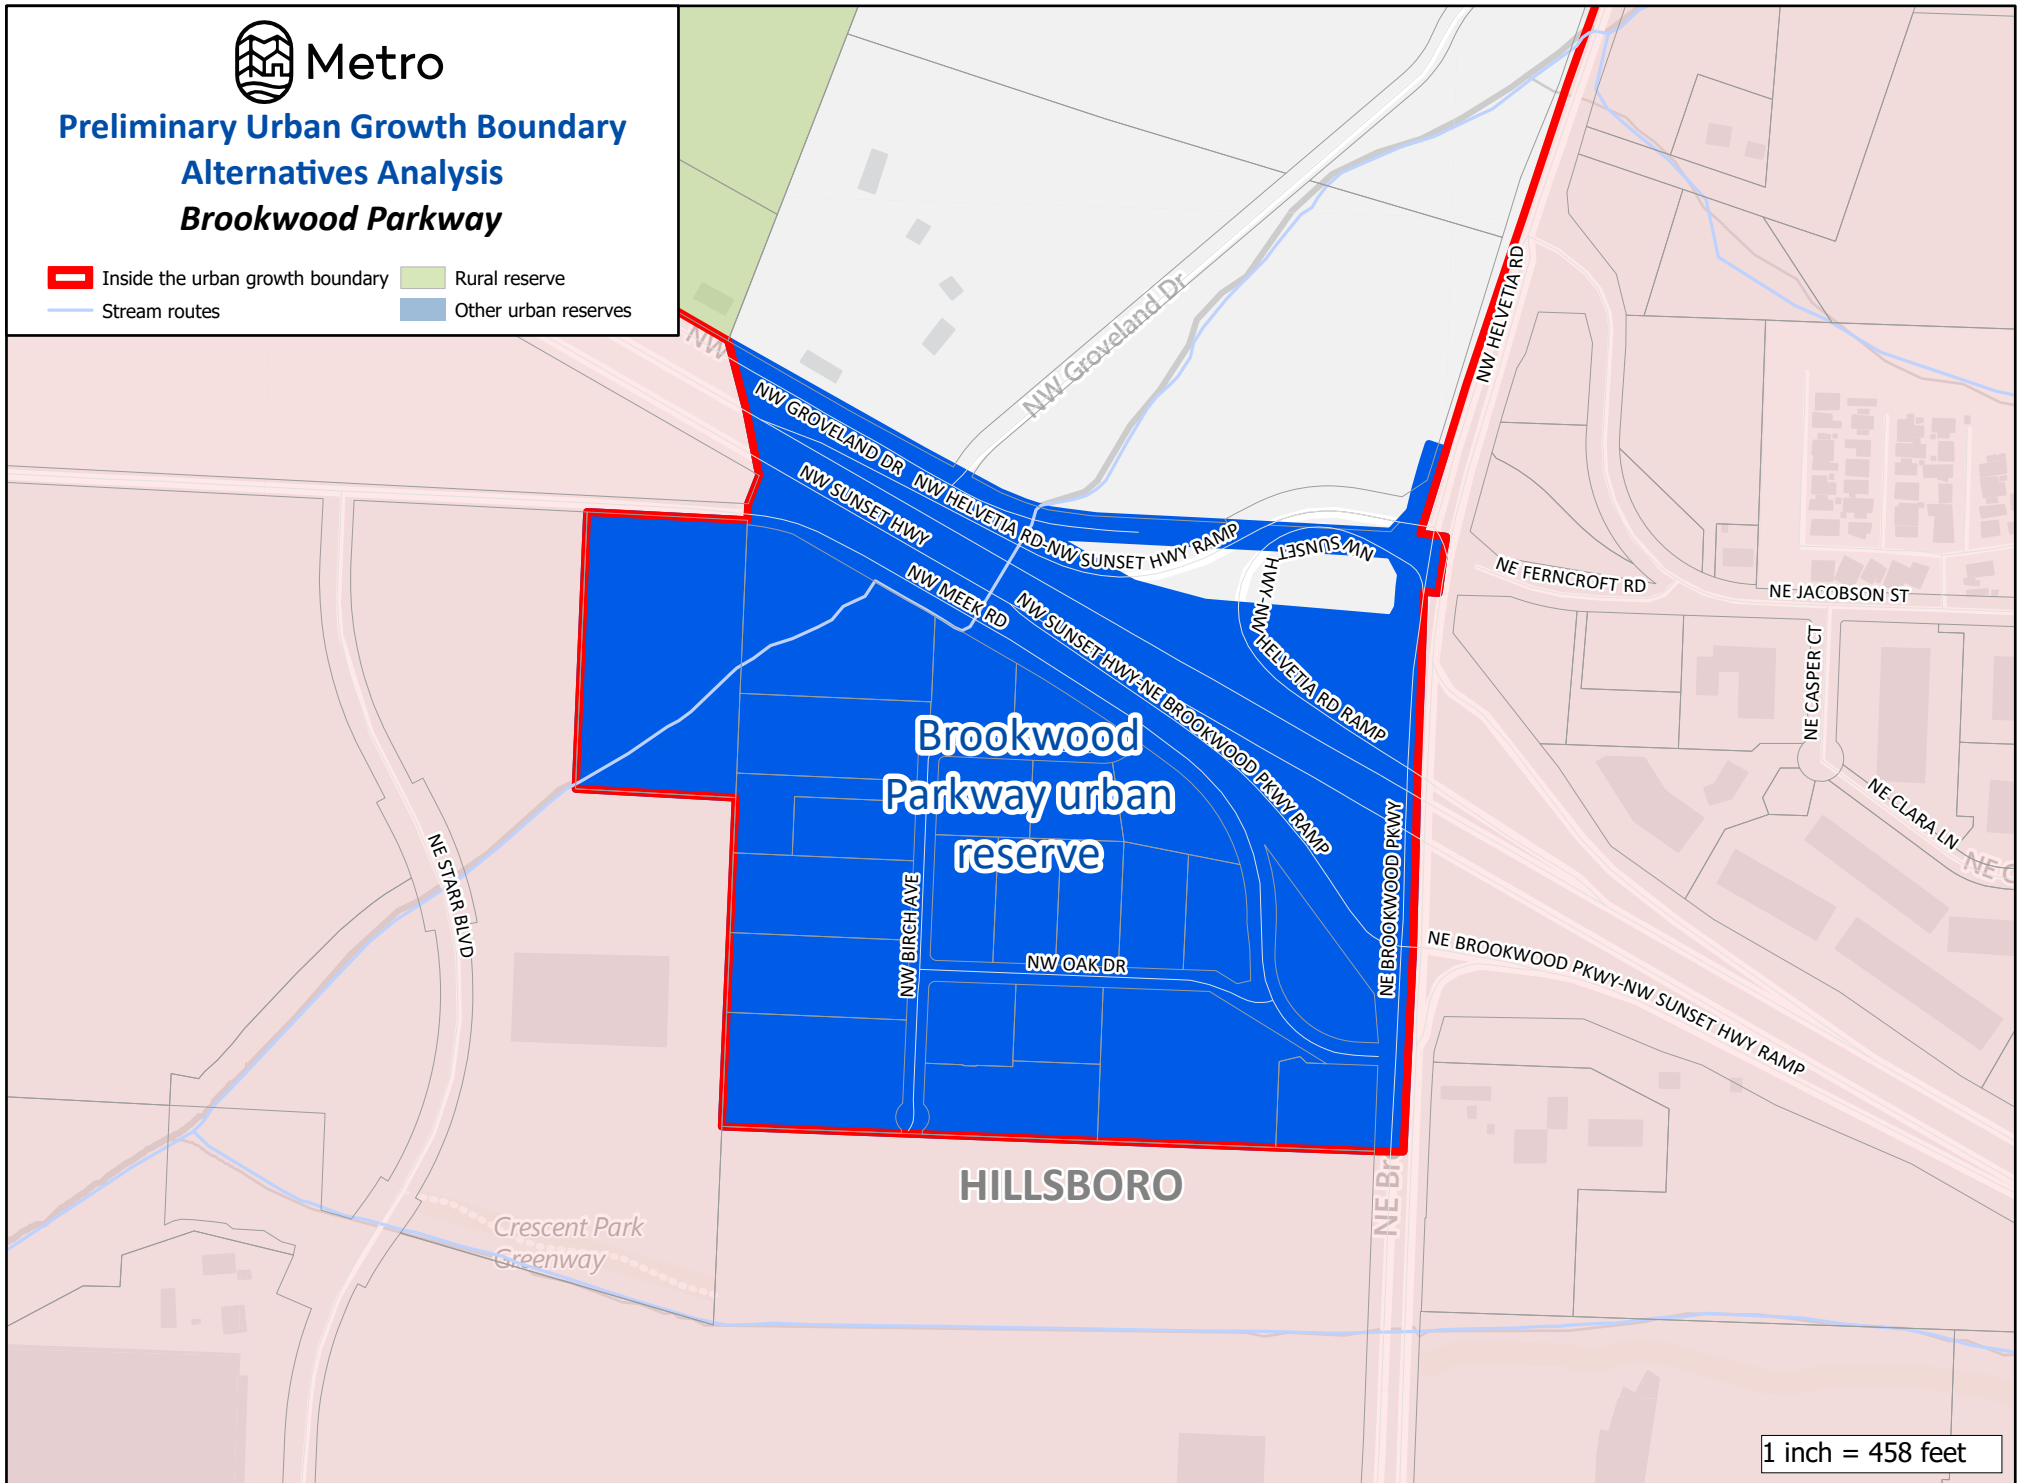 Metro
Preliminary Urban Growth Boundary
Alternatives Analysis
Brookwood Parkway
Inside the urban growth boundary
Rural reserve
Stream routes
Other urban reserves
NW
NW Groveland Dr
NW HELVETIA RD
NW GROVELAND DR
NW HELVETIA RD-NW SUNSET HWY RAMP
NW SUNSET HWY
NW SUNSET HWY-NW HELVETIA RD RAMP
NW MEEK RD
NW SUNSET HWY-NE BROOKWOOD PKWY RAMP
NE FERNCROFT RD
NE JACOBSON ST
NE CASPER CT
NE CLARA LN
NE C
Brookwood
Parkway urban
reserve
NE STARR BLVD
NW BIRCH AVE
NW OAK DR
NE BROOKWOOD PKWY
NE BROOKWOOD PKWY-NW SUNSET HWY RAMP
HILLSBORO
NE Bro
Crescent Park
Greenway
1 inch = 458 feet